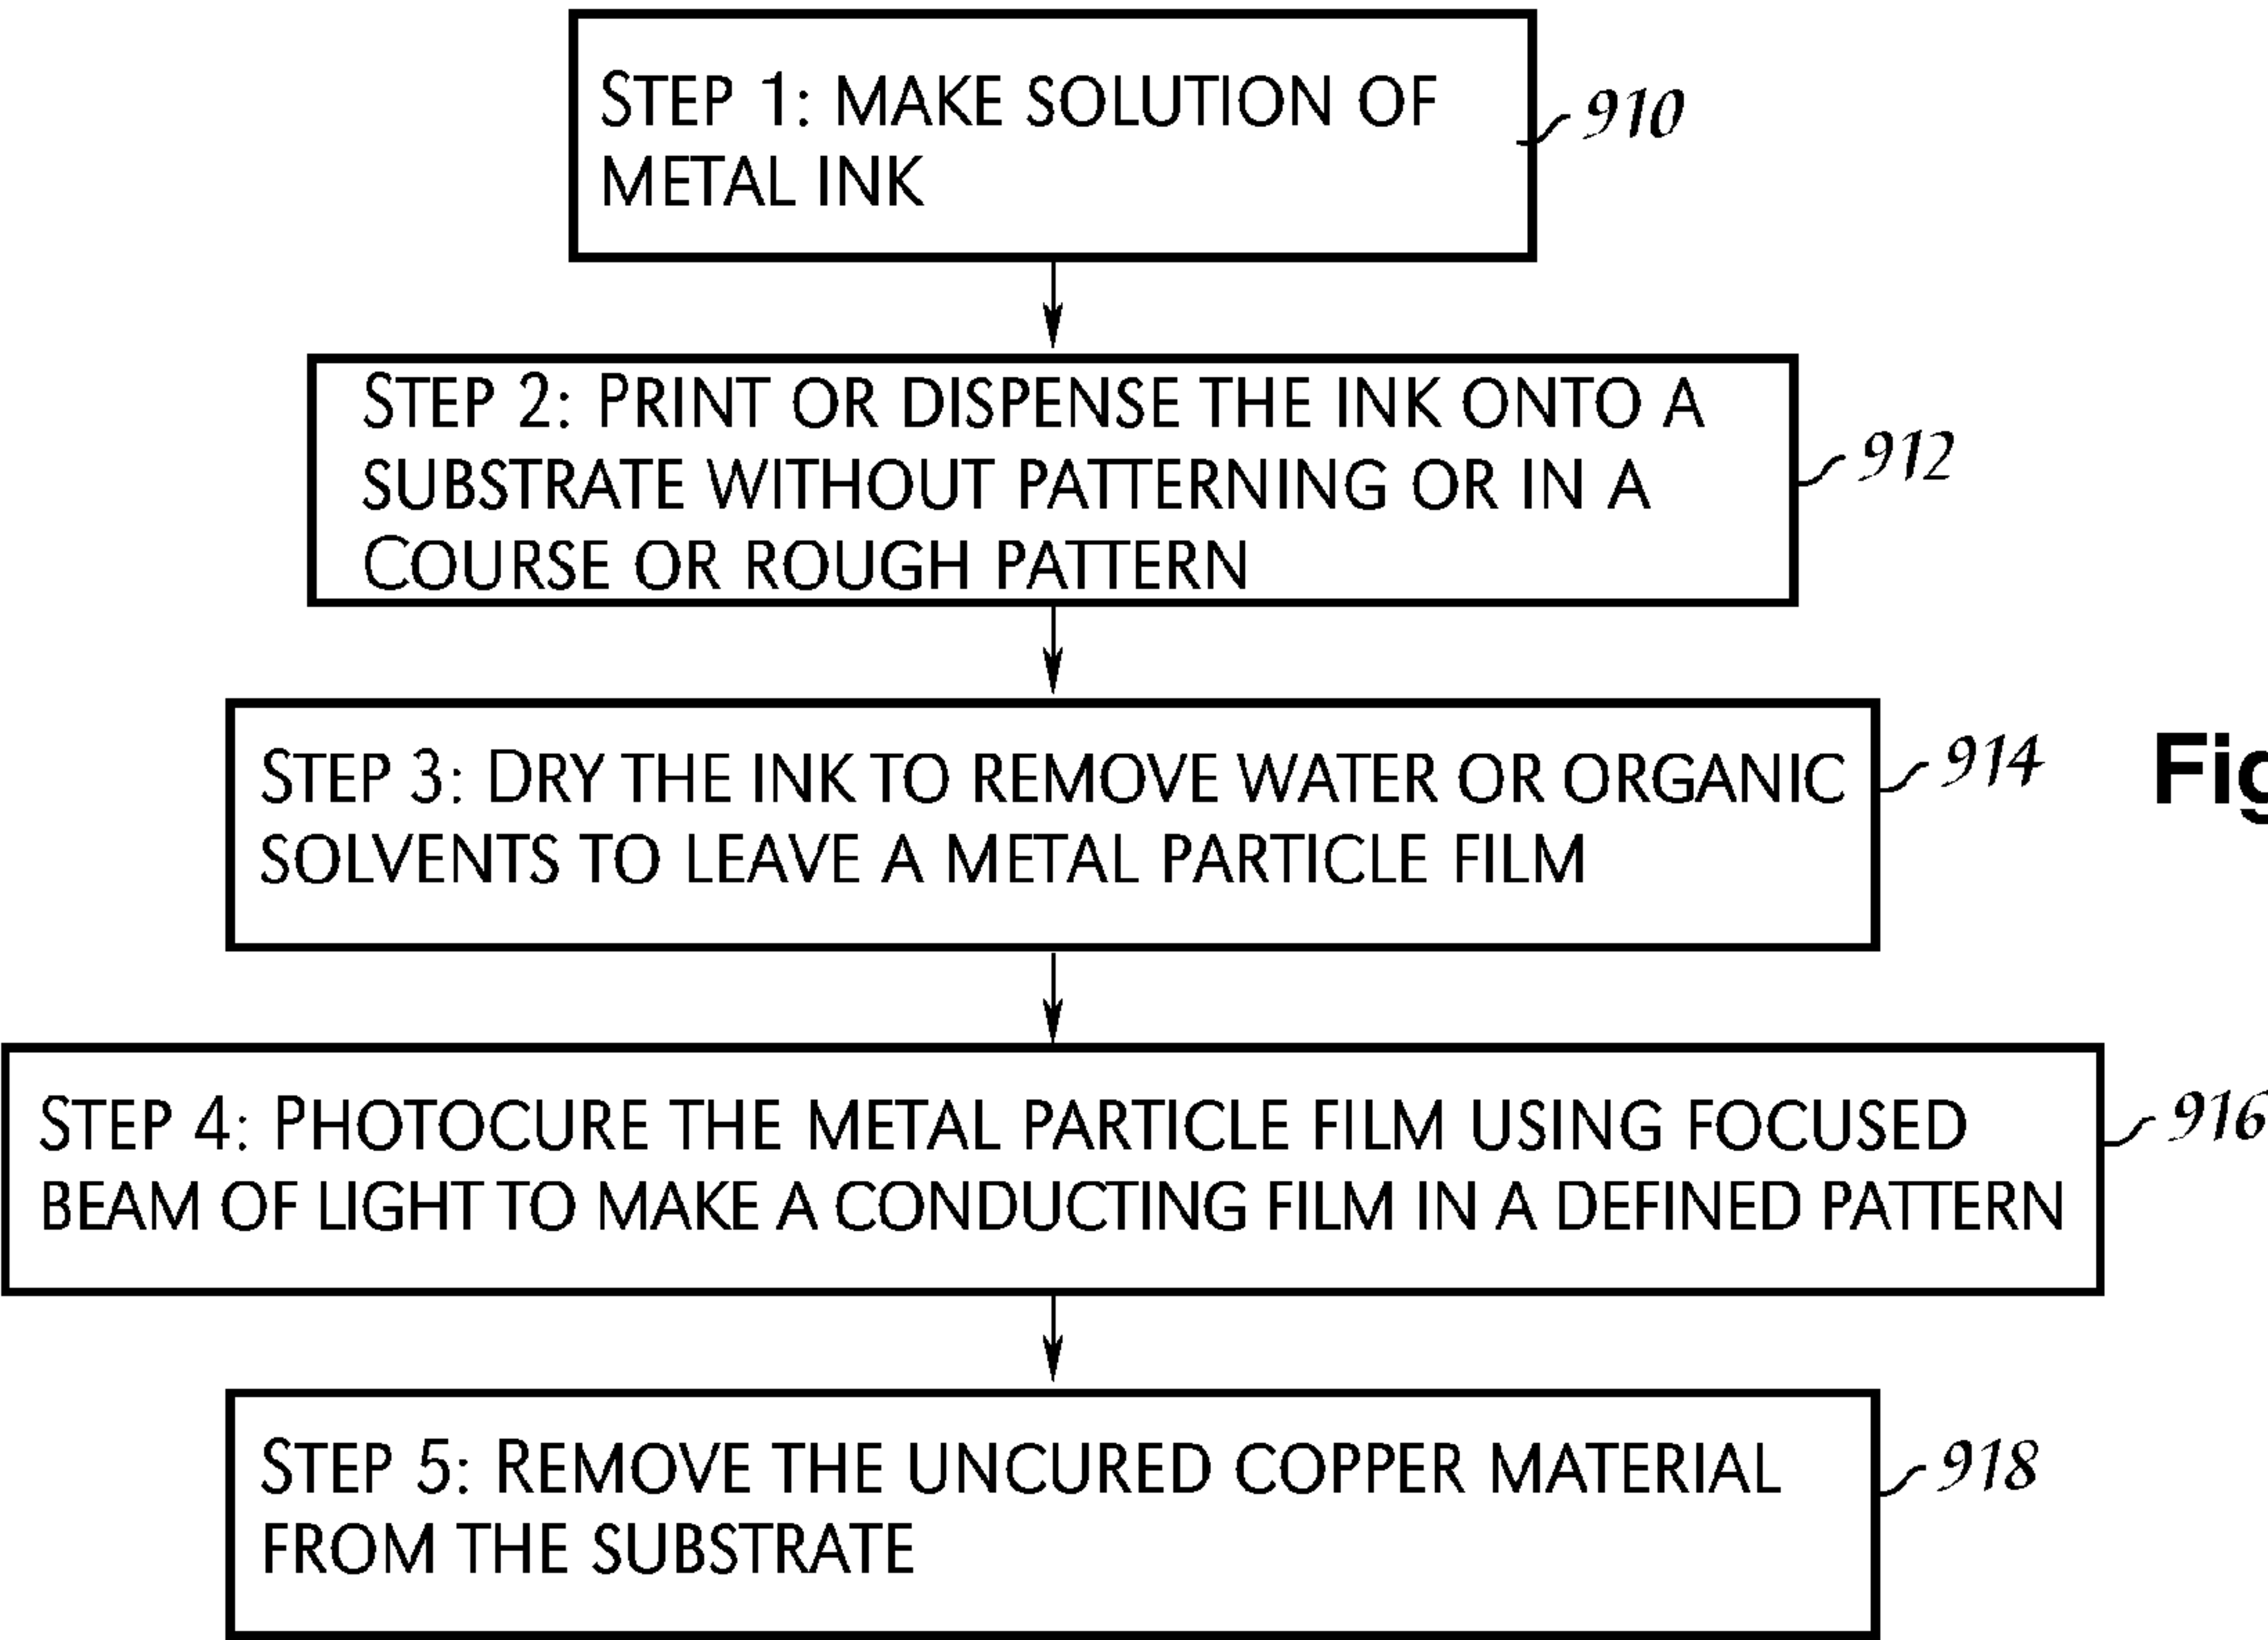 STEP 1: MAKE SOLUTION OF
METAL INK
910
STEP 2: PRINT OR DISPENSE THE INK ONTO A
SUBSTRATE WITHOUT PATTERNING OR IN A
COURSE OR ROUGH PATTERN
912
STEP 3: DRY THE INK TO REMOVE WATER OR ORGANIC
SOLVENTS TO LEAVE A METAL PARTICLE FILM
914
Fig
STEP 4: PHOTOCURE THE METAL PARTICLE FILM USING FOCUSED
BEAM OF LIGHT TO MAKE A CONDUCTING FILM IN A DEFINED PATTERN
916
STEP 5: REMOVE THE UNCURED COPPER MATERIAL
FROM THE SUBSTRATE
918